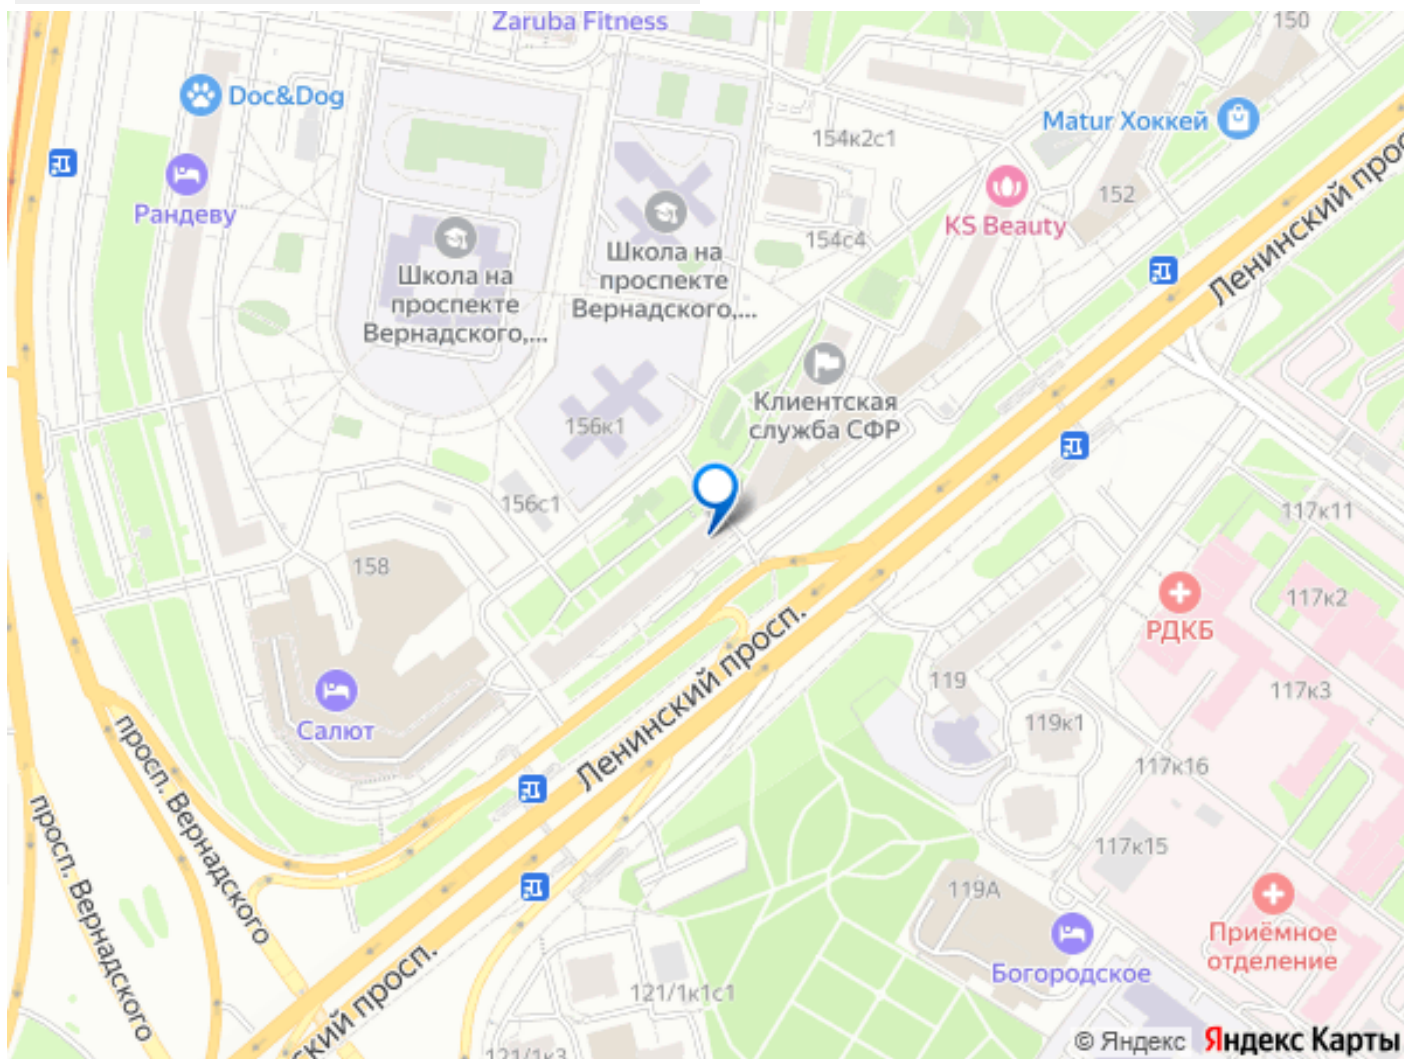 Zaruba Fitness
150
Doc&Dog
Matur Хоккей
154к2с1
Рандеву
152
KS Beauty
154с4
Школа на
проспекте
Вернадского,...
Школа на
проспекте
Вернадского,...
Ленинский прос
Клиентская
служба СФР
156к1
156с1
117к11
158
117к2
РДКБ
Ленинский просп.
119
117к3
Салют
119к1
117к16
просп. Вернадского
просп. Вернадского
117к15
119А
Приёмное
отделение
Богородское
ский просп.
121/1к1с1
121/1к3
© Яндекс Яндекс Карты